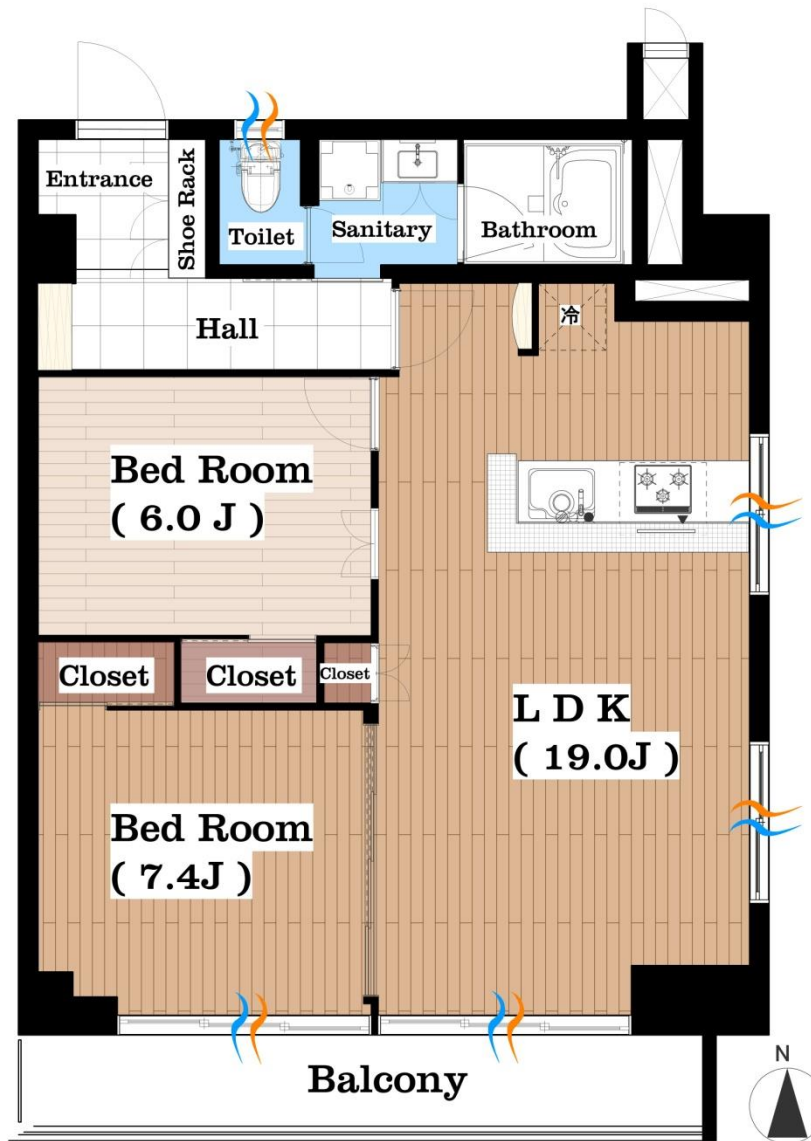 Entrance
Shoe Rack
Toilet
Sanitary
Bathroom
Hall
冷
Bed Room
( 6.0 J )
Closet
Closet
Closet
L D K
( 19.0J )
Bed Room
( 7.4J )
Balcony
N